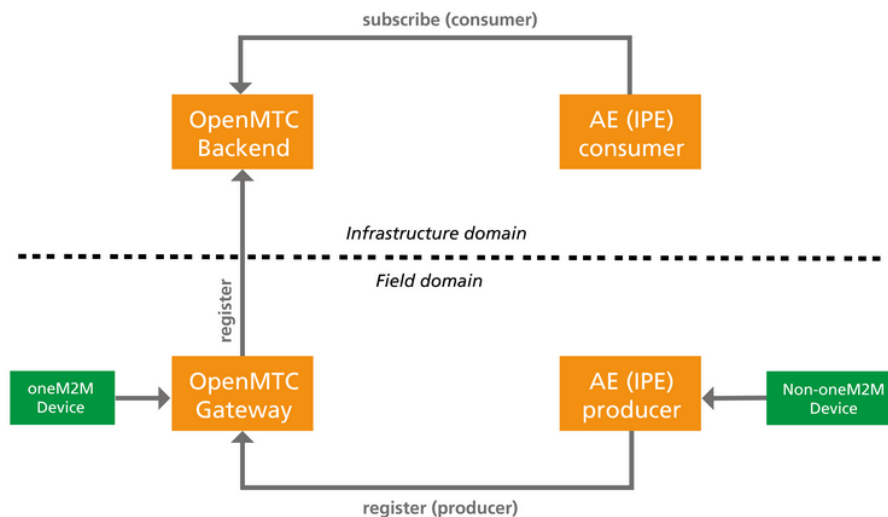 subscribe (consumer)
OpenMTC
Backend
AE (IPE)
consumer
Infrastructure domain
Field domain
register
oneM2M
Device
OpenMTC
Gateway
AE (IPE)
producer
Non-oneM2M
Device
register (producer)